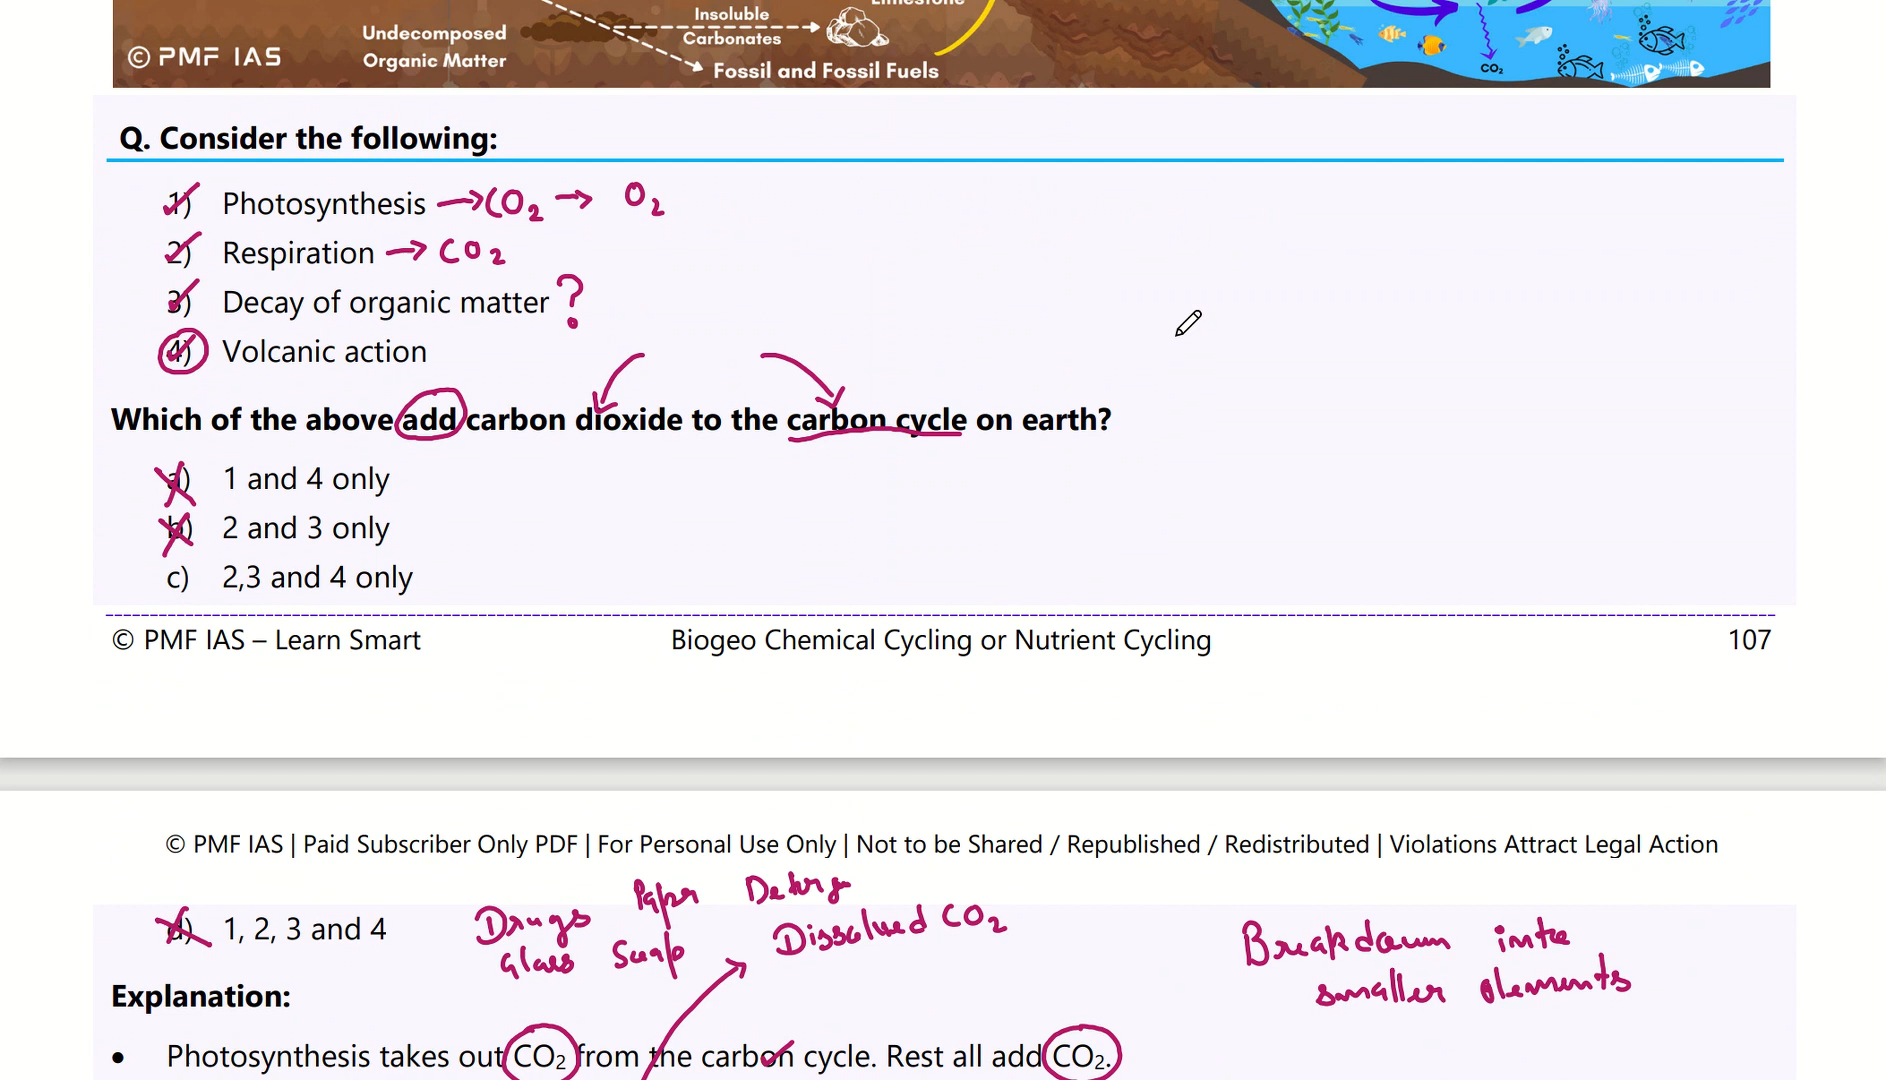 Limestone
Insoluble
Carbonates
Undecomposed
Organic Matter
© PMF IAS
Fossil and Fossil Fuels
CO₂
Q. Consider the following:
1) Photosynthesis → CO₂ → O₂
2) Respiration → CO₂
3) Decay of organic matter ?
4) Volcanic action
Which of the above add carbon dioxide to the carbon cycle on earth?
a) 1 and 4 only
b) 2 and 3 only
c) 2,3 and 4 only
© PMF IAS – Learn Smart Biogeo Chemical Cycling or Nutrient Cycling 107
© PMF IAS | Paid Subscriber Only PDF | For Personal Use Only | Not to be Shared / Republished / Redistributed | Violations Attract Legal Action
Paper
d) 1, 2, 3 and 4 Drugs Dissolved CO₂ Breakdown into
Glass smaller elements
Explanation:
• Photosynthesis takes out CO₂ from the carbon cycle. Rest all add CO₂.